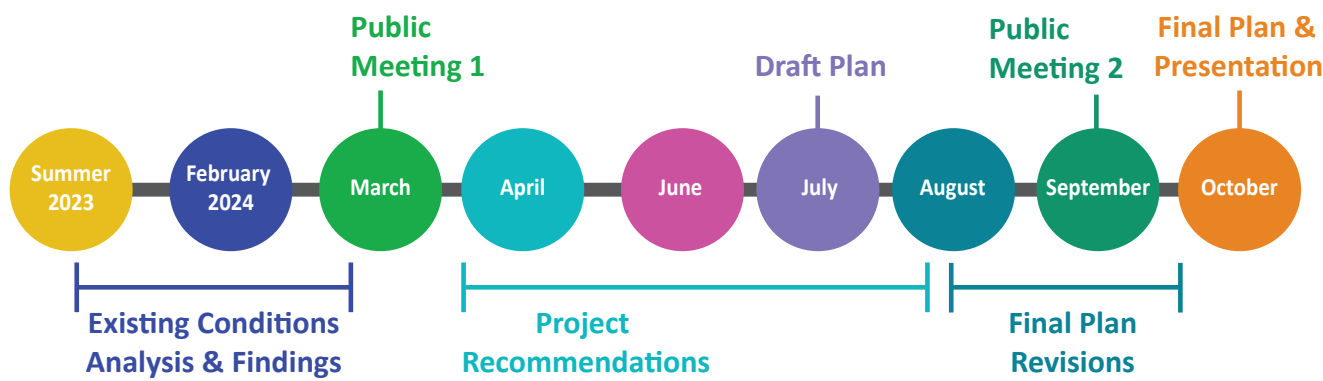 Public
Meeting 1
Draft Plan
Public
Meeting 2
Final Plan &
Presentation
Summer
2023
February
2024
March
April
June
July
August
September
October
Existing Conditions
Analysis & Findings
Project
Recommendations
Final Plan
Revisions